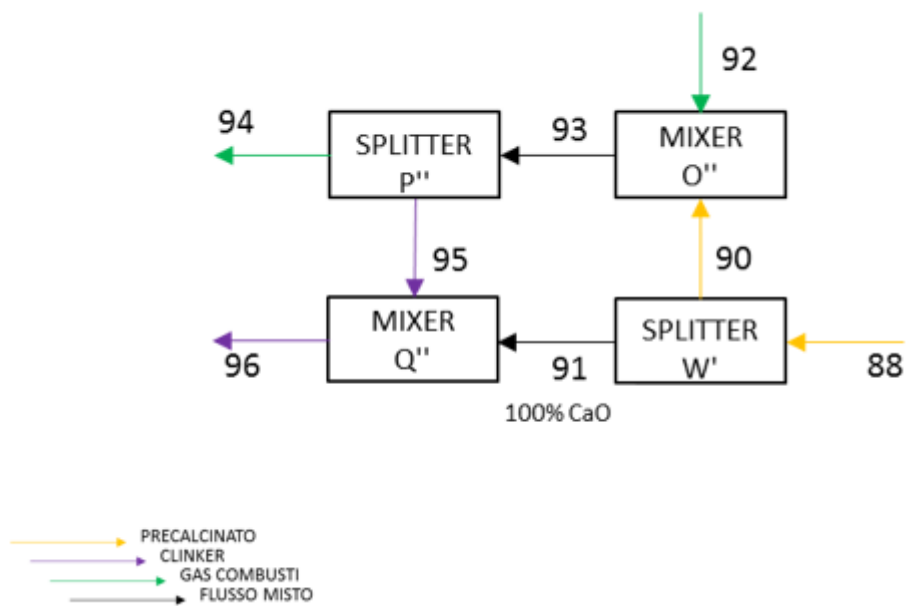 92
94
93
SPLITTER
P''
MIXER
O''
95
90
MIXER
Q''
SPLITTER
W'
96
91
88
100% CaO
PRECALCINATO
CLINKER
GAS COMBUSTI
FLUSSO MISTO